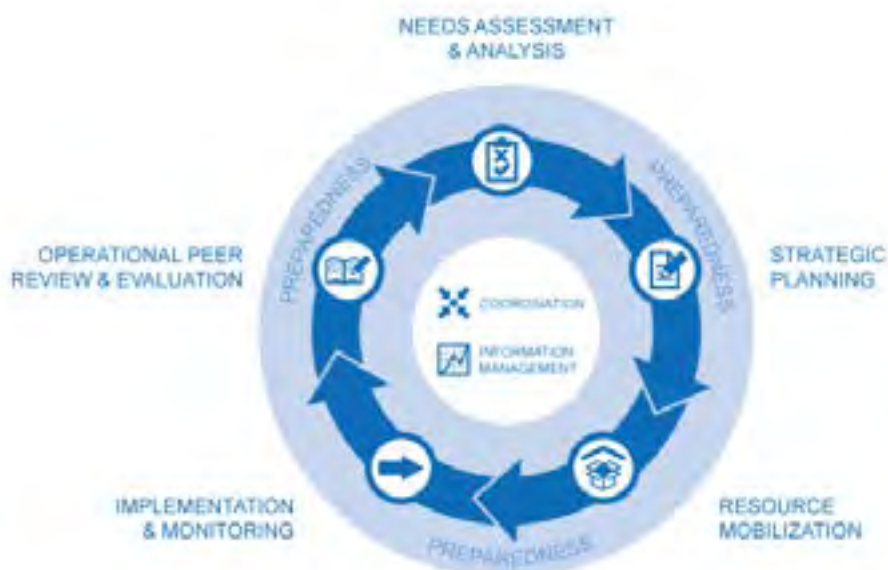 NEEDS ASSESSMENT
& ANALYSIS
PREPAREDNESS
PREPAREDNESS
OPERATIONAL PEER
REVIEW & EVALUATION
STRATEGIC
PLANNING
COORDINATION
INFORMATION
MANAGEMENT
IMPLEMENTATION
& MONITORING
RESOURCE
MOBILIZATION
PREPAREDNESS